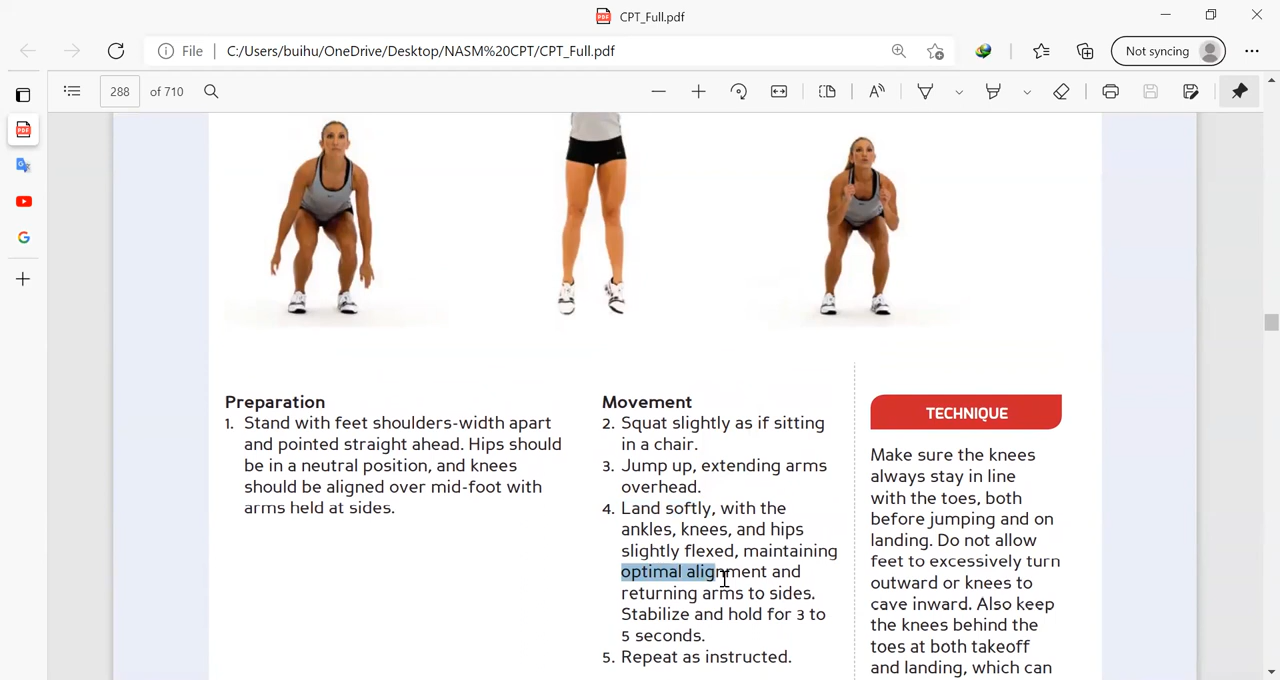 CPT_Full.pdf
File
C:/Users/buihu/OneDrive/Desktop/NASM%20CPT/CPT_Full.pdf
Not syncing
288 of 710
Preparation
1. Stand with feet shoulders-width apart
and pointed straight ahead. Hips should
be in a neutral position, and knees
should be aligned over mid-foot with
arms held at sides.
Movement
2. Squat slightly as if sitting
in a chair.
3. Jump up, extending arms
overhead.
4. Land softly, with the
ankles, knees, and hips
slightly flexed, maintaining
optimal alignment and
returning arms to sides.
Stabilize and hold for 3 to
5 seconds.
5. Repeat as instructed.
TECHNIQUE
Make sure the knees
always stay in line
with the toes, both
before jumping and on
landing. Do not allow
feet to excessively turn
outward or knees to
cave inward. Also keep
the knees behind the
toes at both takeoff
and landing, which can